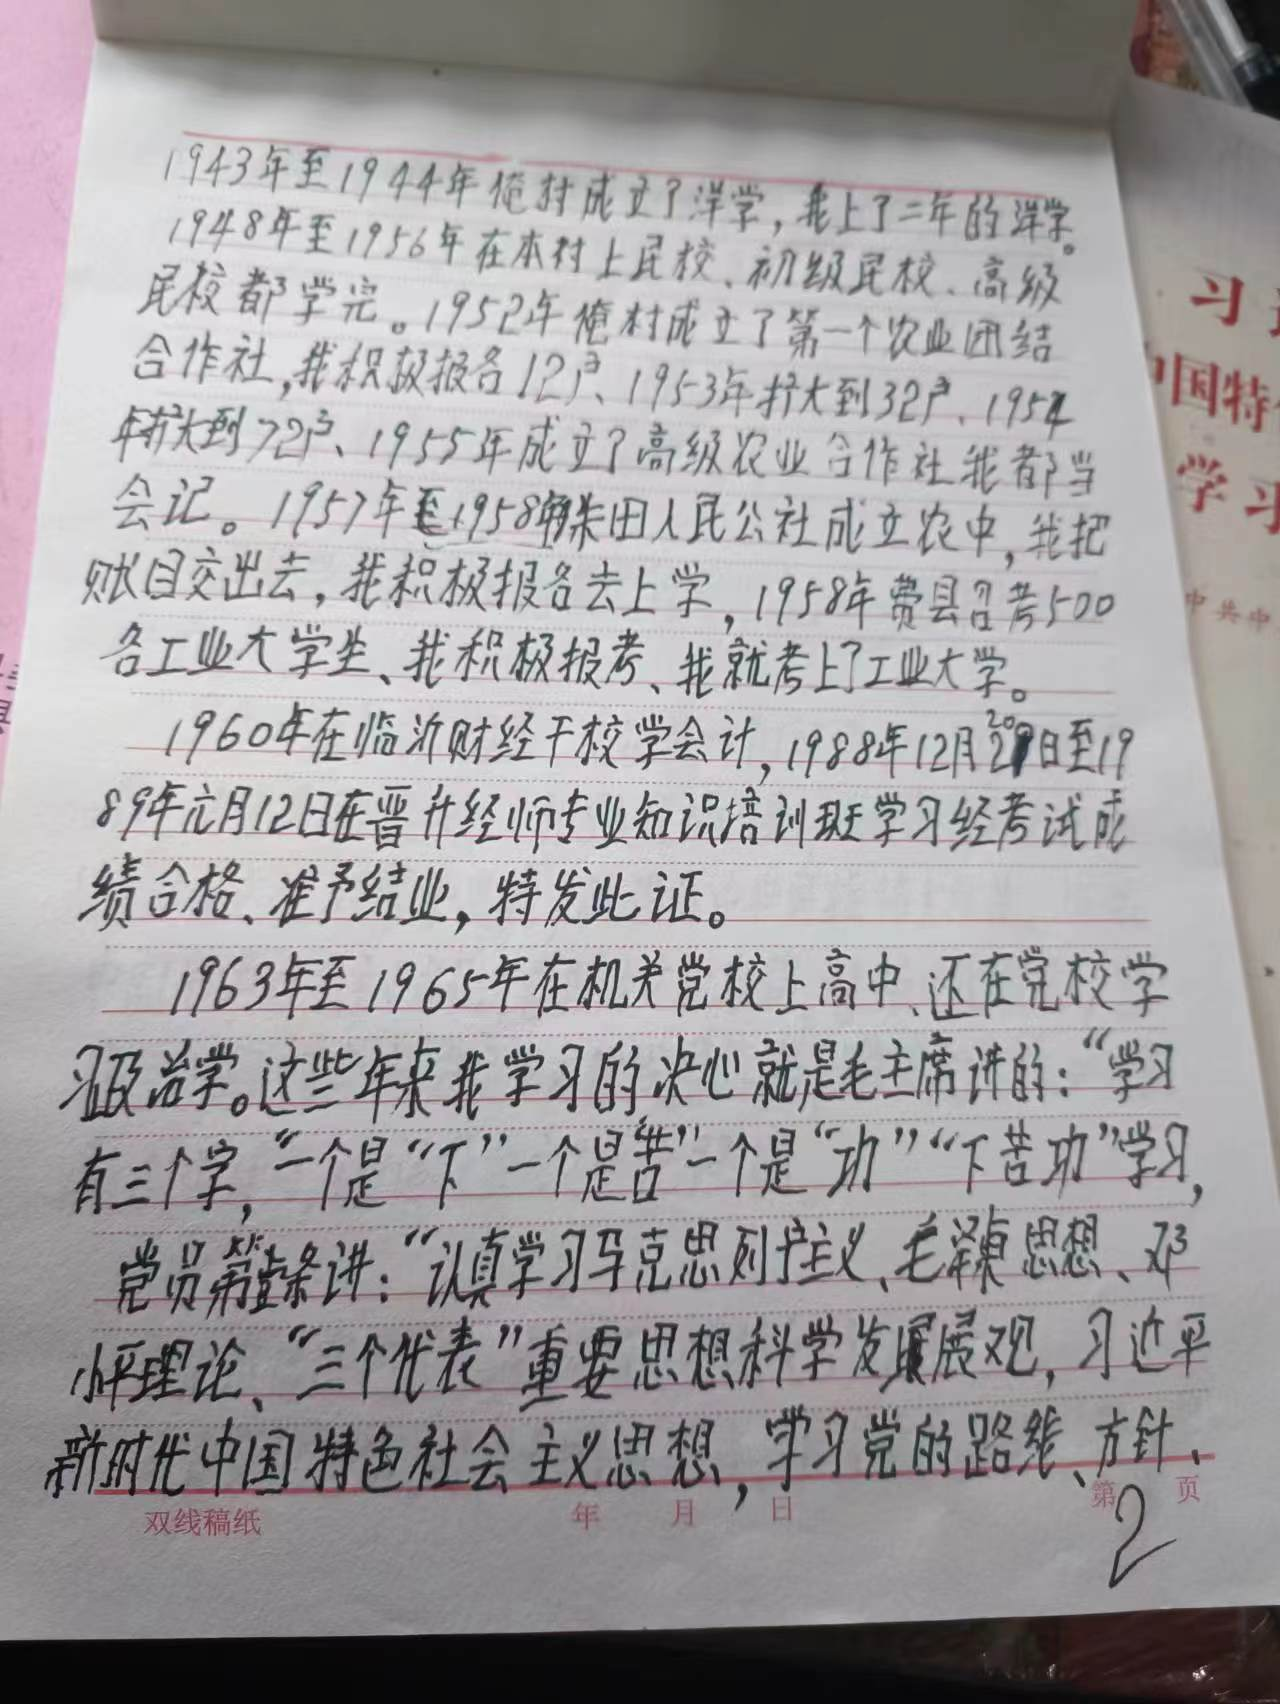 1943年至1944年俺村成立了洋学，我上了二年的洋学。
1948年至1956年在本村上民校、初级民校、高级
民校都学完。1952年俺村成立了第一个农业团结
合作社，我积极报名12户、1953年扩大到32户、1954
年扩大到72户、1955年成立了高级农业合作社我都当
会记。1957年至1958年朱田人民公社成立农中，我把
账目交出去，我积极报名去上学，1958年费县召考500
名工业大学生、我积极报考、我就考上了工业大学。
1960年在临沂财经干校学会计，1988年12月20日至19
89年元月12日在晋升经师专业知识培训班学习经考试成
绩合格、准予结业，特发此证。
1963年至1965年在机关党校上高中、还在党校学
习政治学。这些年来我学习的决心就是毛主席讲的：“学习
有三个字，“一个是“下”一个是“苦”一个是“功”“下苦功”学习，
党员第条讲：“认真学习马克思列宁主义、毛泽东思想、邓
小平理论、“三个代表”重要思想科学发展观，习近平
新时代中国特色社会主义思想，学习党的路线、方针、
双线稿纸 年 月 日 第2页
习
中国特
学习
中共中